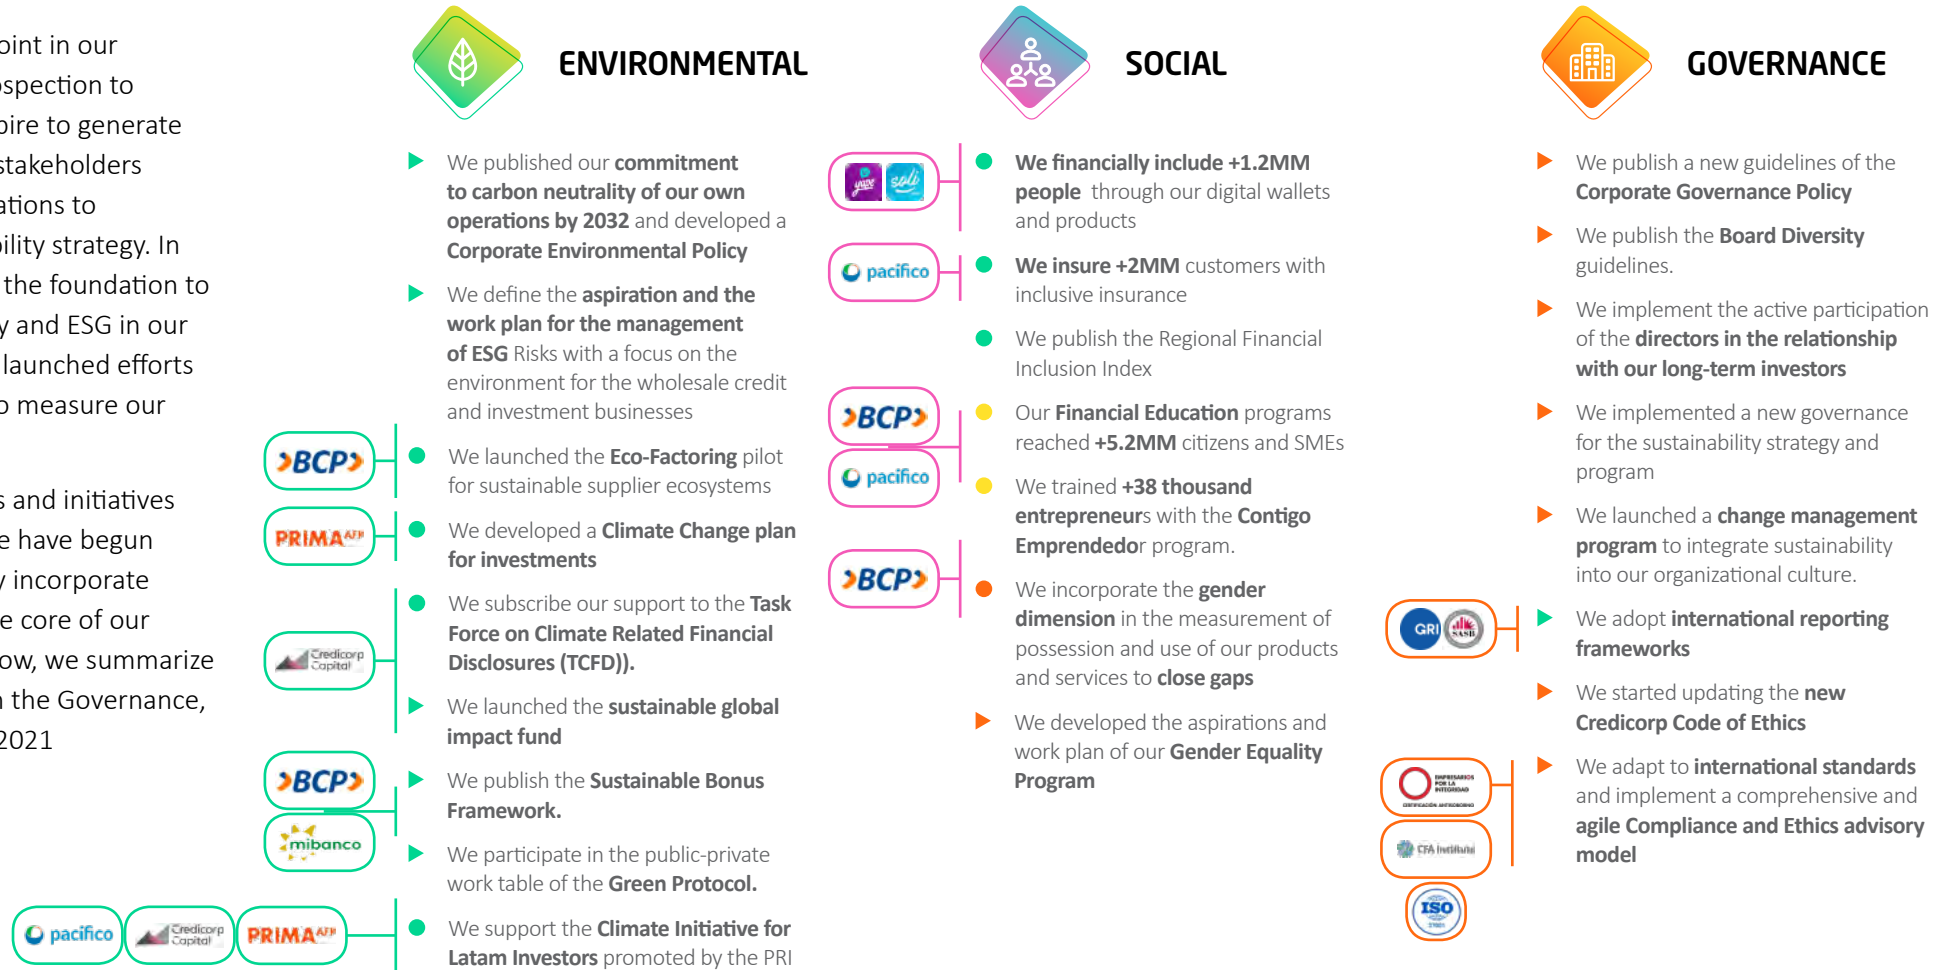 oint in our
ospection to
pire to generate
stakeholders
ations to
bility strategy. In
the foundation to
y and ESG in our
launched efforts
o measure our
s and initiatives
e have begun
y incorporate
e core of our
low, we summarize
n the Governance,
2021
ENVIRONMENTAL
We published our commitment
to carbon neutrality of our own
operations by 2032 and developed a
Corporate Environmental Policy
We define the aspiration and the
work plan for the management
of ESG Risks with a focus on the
environment for the wholesale credit
and investment businesses
BCP
We launched the Eco-Factoring pilot
for sustainable supplier ecosystems
PRIMA AFP
We developed a Climate Change plan
for investments
Credicorp
Capital
We subscribe our support to the Task
Force on Climate Related Financial
Disclosures (TCFD)).
We launched the sustainable global
impact fund
BCP
mibanco
We publish the Sustainable Bonus
Framework.
We participate in the public-private
work table of the Green Protocol.
pacifico
Credicorp
Capital
PRIMA AFP
We support the Climate Initiative for
Latam Investors promoted by the PRI
SOCIAL
yape
soli
We financially include +1.2MM
people through our digital wallets
and products
pacifico
We insure +2MM customers with
inclusive insurance
We publish the Regional Financial
Inclusion Index
BCP
pacifico
Our Financial Education programs
reached +5.2MM citizens and SMEs
We trained +38 thousand
entrepreneurs with the Contigo
Emprendedor program.
BCP
We incorporate the gender
dimension in the measurement of
possession and use of our products
and services to close gaps
We developed the aspirations and
work plan of our Gender Equality
Program
GOVERNANCE
We publish a new guidelines of the
Corporate Governance Policy
We publish the Board Diversity
guidelines.
We implement the active participation
of the directors in the relationship
with our long-term investors
We implemented a new governance
for the sustainability strategy and
program
We launched a change management
program to integrate sustainability
into our organizational culture.
GRI
SASB
We adopt international reporting
frameworks
We started updating the new
Credicorp Code of Ethics
EMPRESARIOS
POR LA
INTEGRIDAD
CERTIFICACIÓN ANTISOBORNO
CFA Institute
ISO
37001
We adapt to international standards
and implement a comprehensive and
agile Compliance and Ethics advisory
model